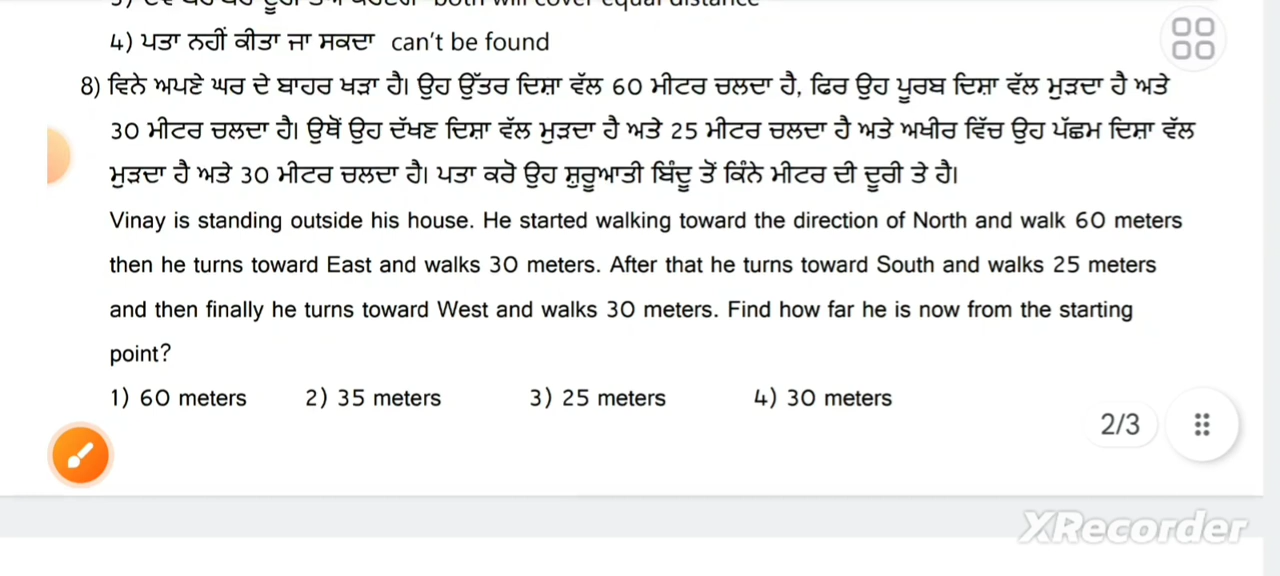 both will cover equal distance
4) ਪਤਾ ਨਹੀਂ ਕੀਤਾ ਜਾ ਸਕਦਾ can't be found
8) ਵਿਨੇ ਅਪਣੇ ਘਰ ਦੇ ਬਾਹਰ ਖੜਾ ਹੈ। ਉਹ ਉੱਤਰ ਦਿਸ਼ਾ ਵੱਲ 60 ਮੀਟਰ ਚਲਦਾ ਹੈ, ਫਿਰ ਉਹ ਪੂਰਬ ਦਿਸ਼ਾ ਵੱਲ ਮੁੜਦਾ ਹੈ ਅਤੇ
30 ਮੀਟਰ ਚਲਦਾ ਹੈ। ਉਥੋਂ ਉਹ ਦੱਖਣ ਦਿਸ਼ਾ ਵੱਲ ਮੁੜਦਾ ਹੈ ਅਤੇ 25 ਮੀਟਰ ਚਲਦਾ ਹੈ ਅਤੇ ਅਖੀਰ ਵਿੱਚ ਉਹ ਪੱਛਮ ਦਿਸ਼ਾ ਵੱਲ
ਮੁੜਦਾ ਹੈ ਅਤੇ 30 ਮੀਟਰ ਚਲਦਾ ਹੈ। ਪਤਾ ਕਰੋ ਉਹ ਸ਼ੁਰੂਆਤੀ ਬਿੰਦੂ ਤੋਂ ਕਿੰਨੇ ਮੀਟਰ ਦੀ ਦੂਰੀ ਤੇ ਹੈ।
Vinay is standing outside his house. He started walking toward the direction of North and walk 60 meters
then he turns toward East and walks 30 meters. After that he turns toward South and walks 25 meters
and then finally he turns toward West and walks 30 meters. Find how far he is now from the starting
point?
1) 60 meters 2) 35 meters 3) 25 meters 4) 30 meters
2/3
XRecorder